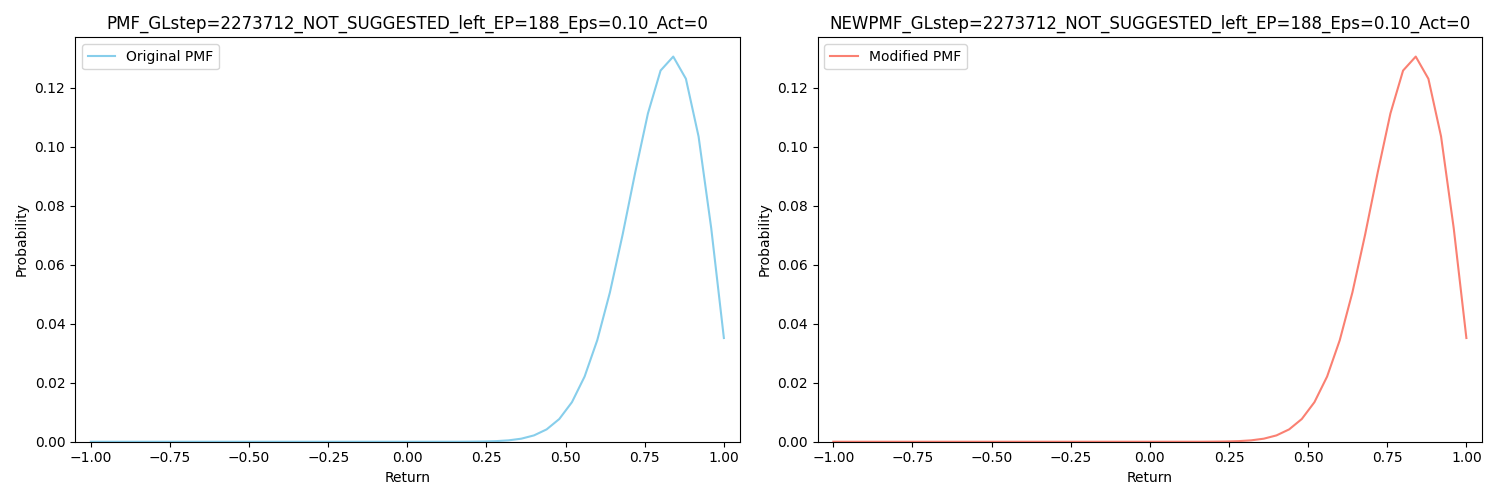 PMF_GLstep=2273712_NOT_SUGGESTED_left_EP=188_Eps=0.10_Act=0
Original PMF
Probability
0.12
0.10
0.08
0.06
0.04
0.02
0.00
−1.00 −0.75 −0.50 −0.25 0.00 0.25 0.50 0.75 1.00
Return
NEWPMF_GLstep=2273712_NOT_SUGGESTED_left_EP=188_Eps=0.10_Act=0
Modified PMF
Probability
0.12
0.10
0.08
0.06
0.04
0.02
0.00
−1.00 −0.75 −0.50 −0.25 0.00 0.25 0.50 0.75 1.00
Return